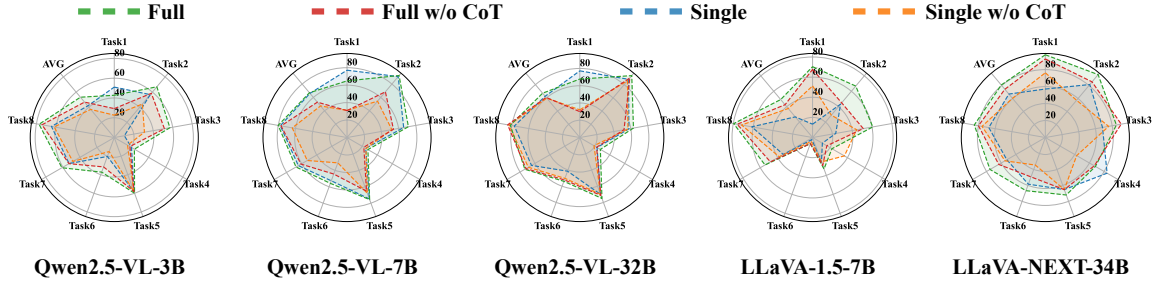 Full Full w/o CoT Single Single w/o CoT
Task1 Task2 Task3 Task4 Task5 Task6 Task7 Task8 AVG 20 40 60 80
Task1 Task2 Task3 Task4 Task5 Task6 Task7 Task8 AVG 20 40 60 80
Task1 Task2 Task3 Task4 Task5 Task6 Task7 Task8 AVG 20 40 60 80
Task1 Task2 Task3 Task4 Task5 Task6 Task7 Task8 AVG 20 40 60 80
Task1 Task2 Task3 Task4 Task5 Task6 Task7 Task8 AVG 20 40 60 80
Qwen2.5-VL-3B Qwen2.5-VL-7B Qwen2.5-VL-32B LLaVA-1.5-7B LLaVA-NEXT-34B